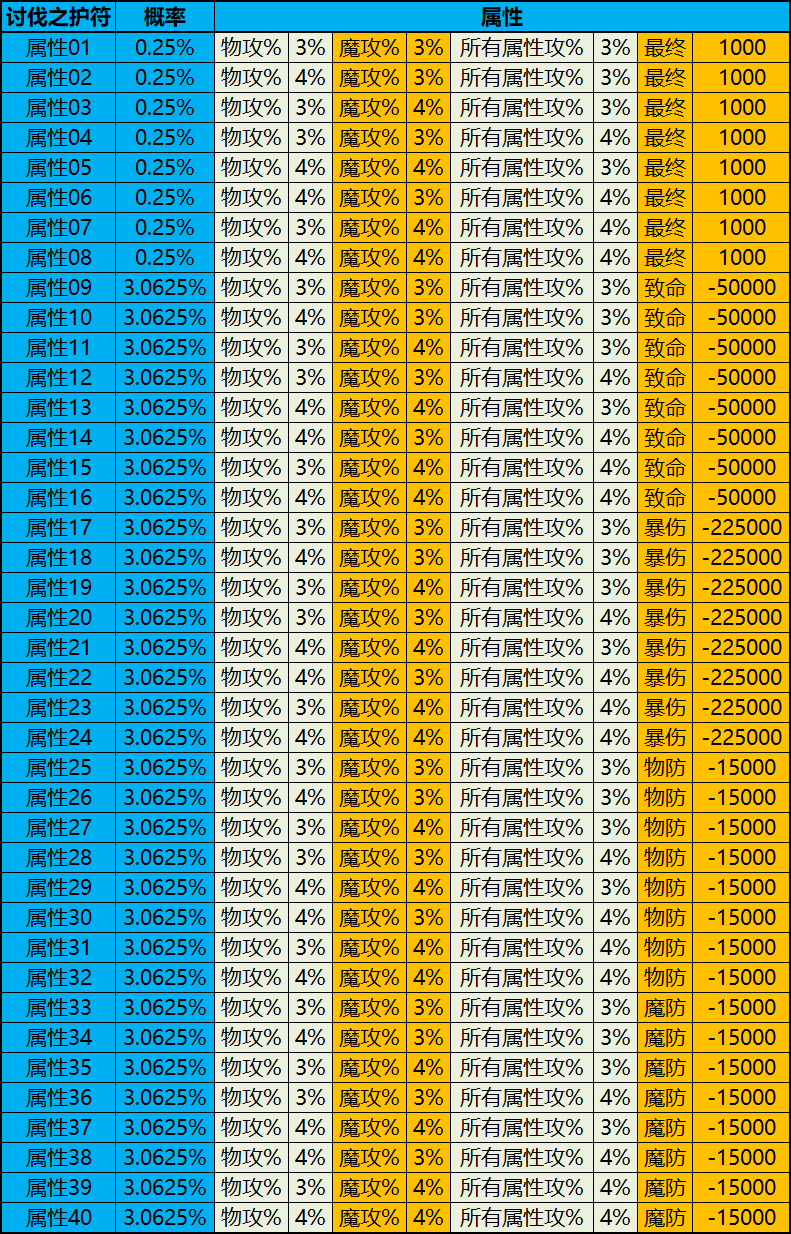 讨伐之护符 概率 属性
属性01 0.25% 物攻% 3% 魔攻% 3% 所有属性攻% 3% 最终 1000
属性02 0.25% 物攻% 4% 魔攻% 3% 所有属性攻% 3% 最终 1000
属性03 0.25% 物攻% 3% 魔攻% 4% 所有属性攻% 3% 最终 1000
属性04 0.25% 物攻% 3% 魔攻% 3% 所有属性攻% 4% 最终 1000
属性05 0.25% 物攻% 4% 魔攻% 4% 所有属性攻% 3% 最终 1000
属性06 0.25% 物攻% 4% 魔攻% 3% 所有属性攻% 4% 最终 1000
属性07 0.25% 物攻% 3% 魔攻% 4% 所有属性攻% 4% 最终 1000
属性08 0.25% 物攻% 4% 魔攻% 4% 所有属性攻% 4% 最终 1000
属性09 3.0625% 物攻% 3% 魔攻% 3% 所有属性攻% 3% 致命 -50000
属性10 3.0625% 物攻% 4% 魔攻% 3% 所有属性攻% 3% 致命 -50000
属性11 3.0625% 物攻% 3% 魔攻% 4% 所有属性攻% 3% 致命 -50000
属性12 3.0625% 物攻% 3% 魔攻% 3% 所有属性攻% 4% 致命 -50000
属性13 3.0625% 物攻% 4% 魔攻% 4% 所有属性攻% 3% 致命 -50000
属性14 3.0625% 物攻% 4% 魔攻% 3% 所有属性攻% 4% 致命 -50000
属性15 3.0625% 物攻% 3% 魔攻% 4% 所有属性攻% 4% 致命 -50000
属性16 3.0625% 物攻% 4% 魔攻% 4% 所有属性攻% 4% 致命 -50000
属性17 3.0625% 物攻% 3% 魔攻% 3% 所有属性攻% 3% 暴伤 -225000
属性18 3.0625% 物攻% 4% 魔攻% 3% 所有属性攻% 3% 暴伤 -225000
属性19 3.0625% 物攻% 3% 魔攻% 4% 所有属性攻% 3% 暴伤 -225000
属性20 3.0625% 物攻% 3% 魔攻% 3% 所有属性攻% 4% 暴伤 -225000
属性21 3.0625% 物攻% 4% 魔攻% 4% 所有属性攻% 3% 暴伤 -225000
属性22 3.0625% 物攻% 4% 魔攻% 3% 所有属性攻% 4% 暴伤 -225000
属性23 3.0625% 物攻% 3% 魔攻% 4% 所有属性攻% 4% 暴伤 -225000
属性24 3.0625% 物攻% 4% 魔攻% 4% 所有属性攻% 4% 暴伤 -225000
属性25 3.0625% 物攻% 3% 魔攻% 3% 所有属性攻% 3% 物防 -15000
属性26 3.0625% 物攻% 4% 魔攻% 3% 所有属性攻% 3% 物防 -15000
属性27 3.0625% 物攻% 3% 魔攻% 4% 所有属性攻% 3% 物防 -15000
属性28 3.0625% 物攻% 3% 魔攻% 3% 所有属性攻% 4% 物防 -15000
属性29 3.0625% 物攻% 4% 魔攻% 4% 所有属性攻% 3% 物防 -15000
属性30 3.0625% 物攻% 4% 魔攻% 3% 所有属性攻% 4% 物防 -15000
属性31 3.0625% 物攻% 3% 魔攻% 4% 所有属性攻% 4% 物防 -15000
属性32 3.0625% 物攻% 4% 魔攻% 4% 所有属性攻% 4% 物防 -15000
属性33 3.0625% 物攻% 3% 魔攻% 3% 所有属性攻% 3% 魔防 -15000
属性34 3.0625% 物攻% 4% 魔攻% 3% 所有属性攻% 3% 魔防 -15000
属性35 3.0625% 物攻% 3% 魔攻% 4% 所有属性攻% 3% 魔防 -15000
属性36 3.0625% 物攻% 3% 魔攻% 3% 所有属性攻% 4% 魔防 -15000
属性37 3.0625% 物攻% 4% 魔攻% 4% 所有属性攻% 3% 魔防 -15000
属性38 3.0625% 物攻% 4% 魔攻% 3% 所有属性攻% 4% 魔防 -15000
属性39 3.0625% 物攻% 3% 魔攻% 4% 所有属性攻% 4% 魔防 -15000
属性40 3.0625% 物攻% 4% 魔攻% 4% 所有属性攻% 4% 魔防 -15000